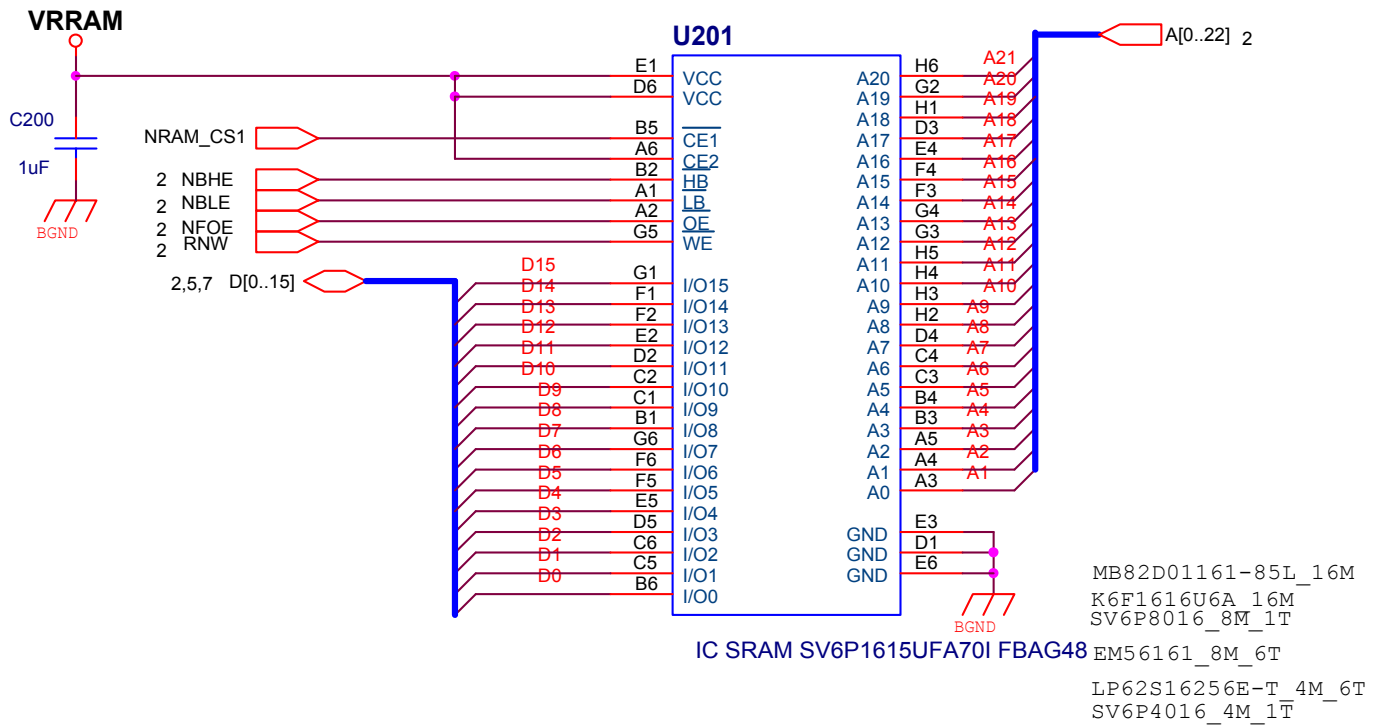 VRRAM
C200
1uF
BGND
NRAM_CS1
2 NBHE
2 NBLE
2 NFOE
2 RNW
2,5,7 D[0..15]
D15
D14
D13
D12
D11
D10
D9
D8
D7
D6
D5
D4
D3
D2
D1
D0
U201
E1 VCC
D6 VCC
B5 CE1
A6 CE2
B2 HB
A1 LB
A2 OE
G5 WE
G1 I/O15
F1 I/O14
F2 I/O13
E2 I/O12
D2 I/O11
C2 I/O10
C1 I/O9
B1 I/O8
G6 I/O7
F6 I/O6
F5 I/O5
E5 I/O4
D5 I/O3
C6 I/O2
C5 I/O1
B6 I/O0
A20 H6
A19 G2
A18 H1
A17 D3
A16 E4
A15 F4
A14 F3
A13 G4
A12 G3
A11 H5
A10 H4
A9 H3
A8 H2
A7 D4
A6 C4
A5 C3
A4 B4
A3 B3
A2 A5
A1 A4
A0 A3
GND E3
GND D1
GND E6
A21
A20
A19
A18
A17
A16
A15
A14
A13
A12
A11
A10
A9
A8
A7
A6
A5
A4
A3
A2
A1
A[0..22] 2
BGND
IC SRAM SV6P1615UFA70I FBAG48
MB82D01161-85L_16M
K6F1616U6A_16M
SV6P8016_8M_1T
EM56161_8M_6T
LP62S16256E-T_4M_6T
SV6P4016_4M_1T